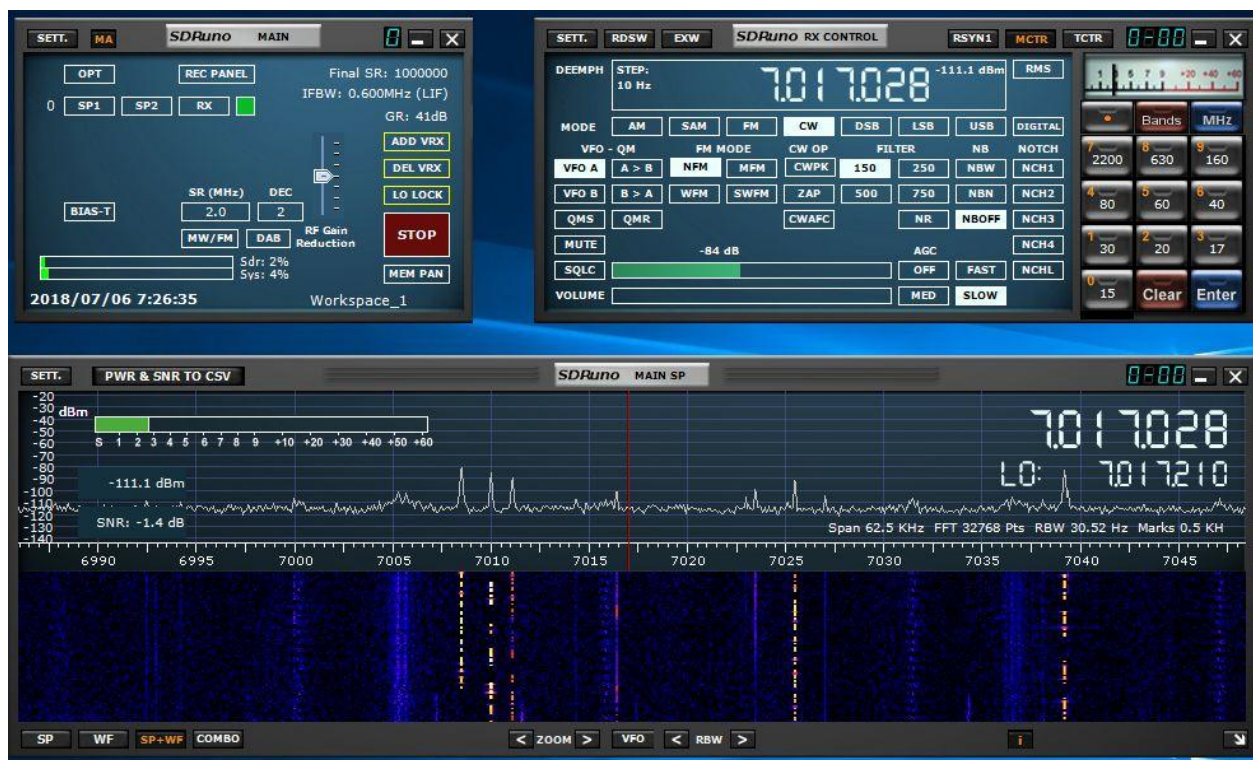 SETT. MA SDRuno MAIN
OPT REC PANEL Final SR: 1000000
IFBW: 0.600MHz (LIF)
0 SP1 SP2 RX
GR: 41dB
ADD VRX
DEL VRX
SR (MHz) DEC LO LOCK
BIAS-T 2.0 2
MW/FM DAB RF Gain Reduction STOP
Sdr: 2%
Sys: 4% MEM PAN
2018/07/06 7:26:35 Workspace_1
SETT. RDSW EXW SDRuno RX CONTROL RSYN1 MCTR TCTR
DEEMPH STEP: 10 Hz 7.017.028 -111.1 dBm RMS
MODE AM SAM FM CW DSB LSB USB DIGITAL
VFO - QM FM MODE CW OP FILTER NB NOTCH
VFO A A > B NFM MFM CWPK 150 250 NBW NCH1
VFO B B > A WFM SWFM ZAP 500 750 NBN NCH2
QMS QMR CWAFC NR NBOFF NCH3
MUTE -84 dB AGC NCH4
SQLC OFF FAST NCHL
VOLUME MED SLOW
Bands MHz
7 2200 8 630 9 160
4 80 5 60 6 40
1 30 2 20 3 17
0 15 Clear Enter
SETT. PWR & SNR TO CSV SDRuno MAIN SP
dBm
S 1 2 3 4 5 6 7 8 9 +10 +20 +30 +40 +50 +60
-20
-30
-40
-50
-60
-70
-80
-90
-100
-110
-120
-130
-140
7.017.028
LO: 7.017.210
-111.1 dBm
SNR: -1.4 dB
Span 62.5 KHz FFT 32768 Pts RBW 30.52 Hz Marks 0.5 KH
6990 6995 7000 7005 7010 7015 7020 7025 7030 7035 7040 7045
SP WF SP+WF COMBO < ZOOM > VFO < RBW > i